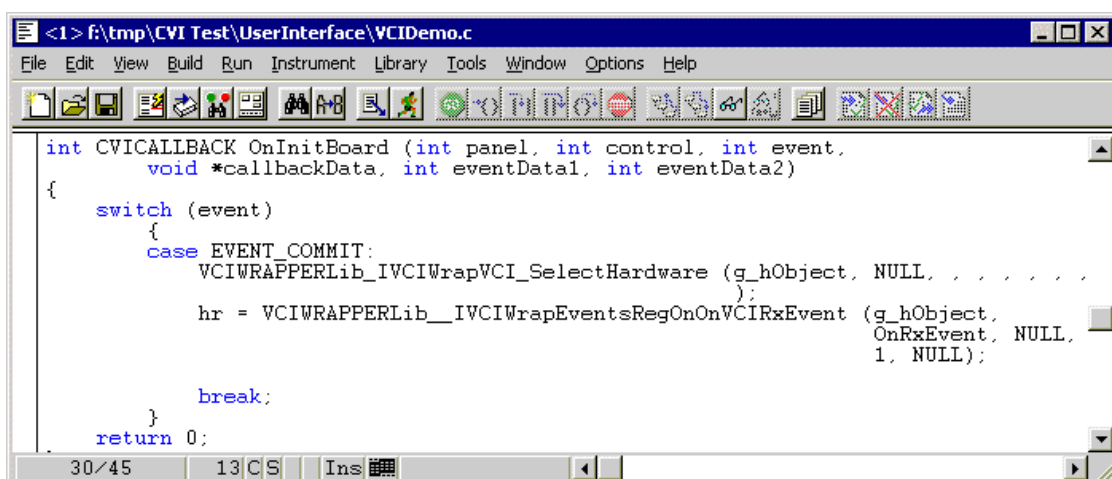 <1> f:\tmp\CVI Test\UserInterface\VCIDemo.c
File Edit View Build Run Instrument Library Tools Window Options Help
int CVICALLBACK OnInitBoard (int panel, int control, int event,
void *callbackData, int eventData1, int eventData2)
{
switch (event)
{
case EVENT_COMMIT:
VCIWRAPPERLib_IVCIWrapVCI_SelectHardware (g_hObject, NULL, , , , , ,
);
hr = VCIWRAPPERLib__IVCIWrapEventsRegOnOnVCIRxEvent (g_hObject,
OnRxEvent, NULL,
1, NULL);
break;
}
return 0;
30/45 13 C S Ins